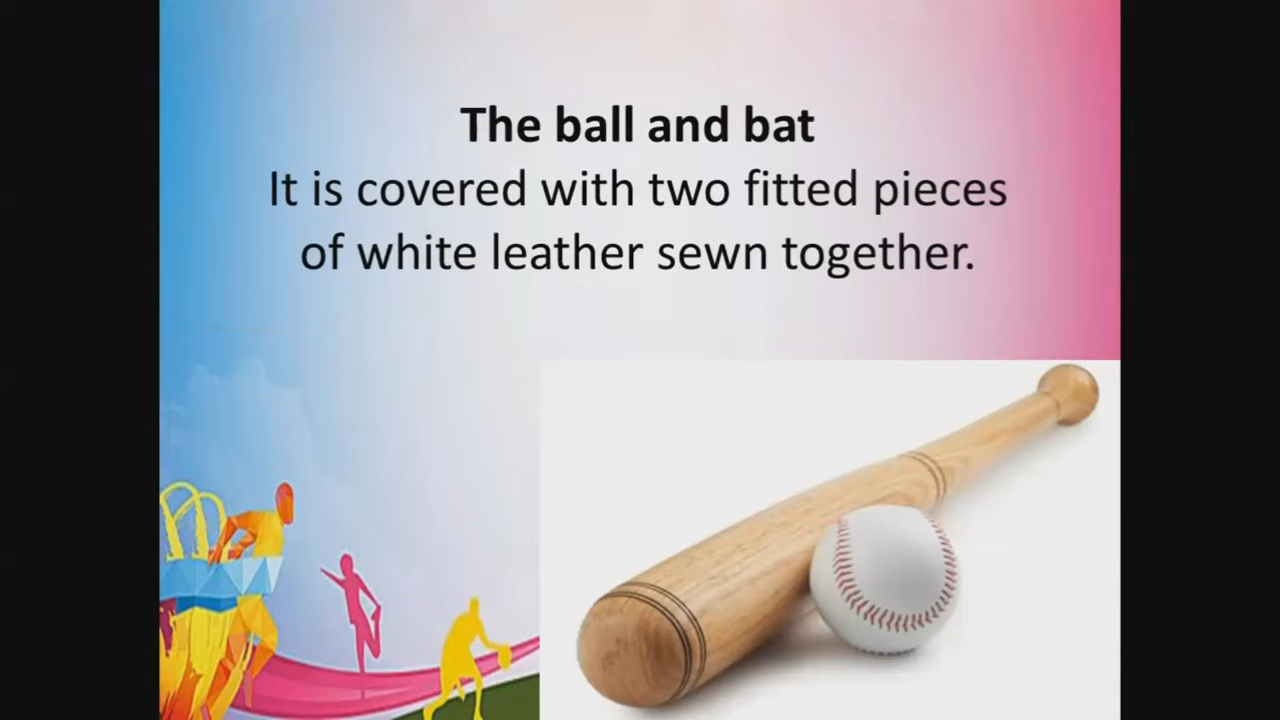 The ball and bat
It is covered with two fitted pieces
of white leather sewn together.